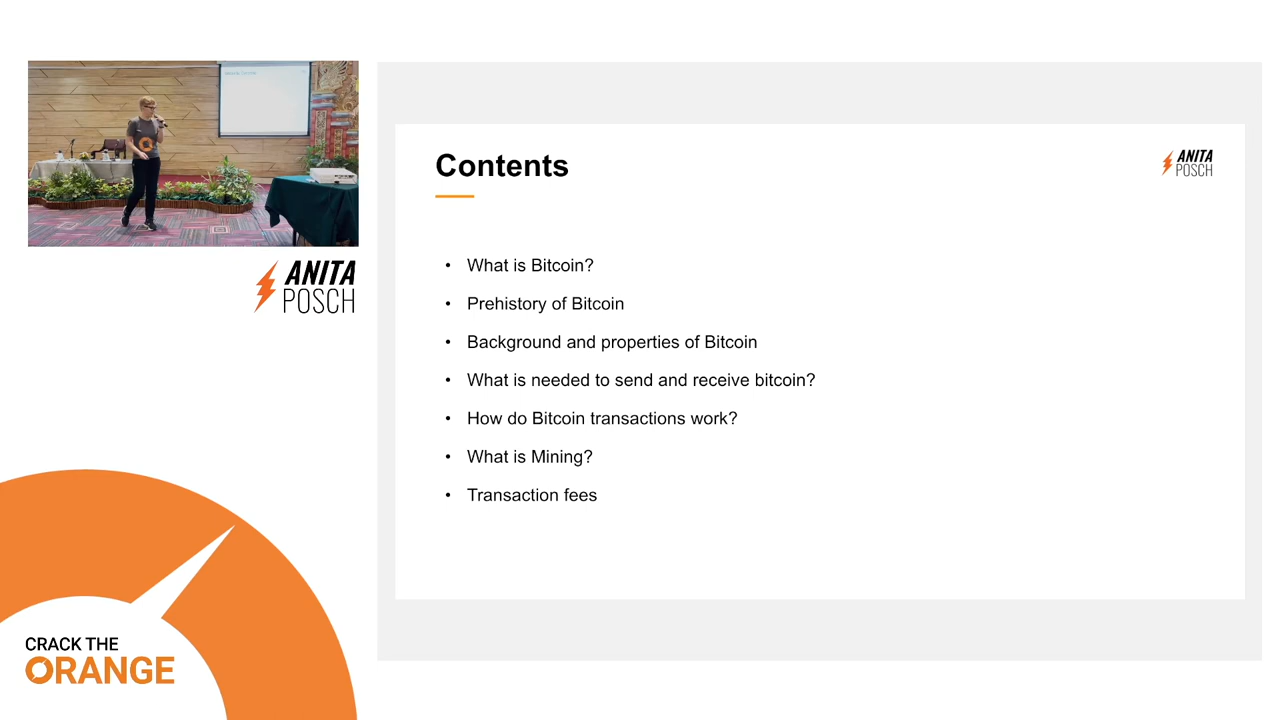 Contents
ANITA
POSCH
• What is Bitcoin?
• Prehistory of Bitcoin
• Background and properties of Bitcoin
• What is needed to send and receive bitcoin?
• How do Bitcoin transactions work?
• What is Mining?
• Transaction fees
ANITA
POSCH
CRACK THE
ORANGE